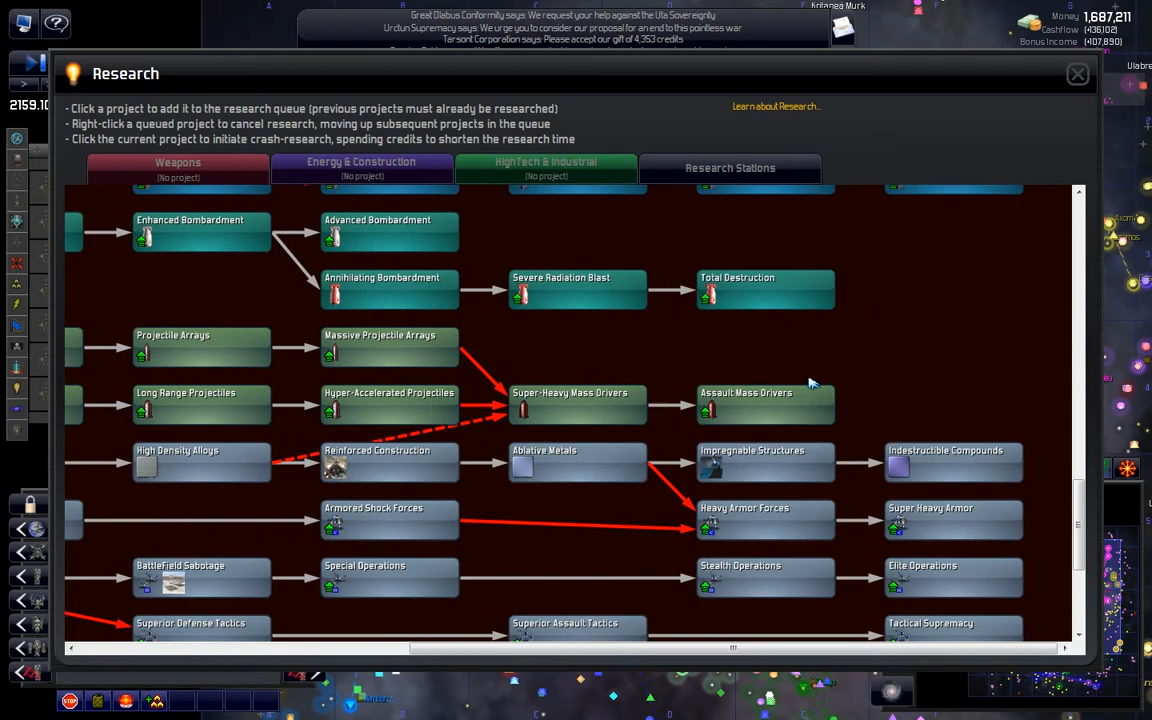 A
B
C
D
E
F
G
Kritanea Murk
Great Dlabus Conformity says: We request your help against the Uta Sovereignty
Urctun Supremacy says: We urge you to consider our proposal for an end to this pointless war
Tarsont Corporation says: Please accept our gift of 4,353 credits
Money 1,687,211
Cashflow (+36,102)
Bonus Income (+107,890)
Ulabre
Research
2159.10
- Click a project to add it to the research queue (previous projects must already be researched)
- Right-click a queued project to cancel research, moving up subsequent projects in the queue
- Click the current project to initiate crash-research, spending credits to shorten the research time
Learn about Research...
Weapons
(No project)
Energy & Construction
(No project)
HighTech & Industrial
(No project)
Research Stations
Enhanced Bombardment
Advanced Bombardment
Annihilating Bombardment
Severe Radiation Blast
Total Destruction
Projectile Arrays
Massive Projectile Arrays
Long Range Projectiles
Hyper-Accelerated Projectiles
Super-Heavy Mass Drivers
Assault Mass Drivers
High Density Alloys
Reinforced Construction
Ablative Metals
Impregnable Structures
Indestructible Compounds
Armored Shock Forces
Heavy Armor Forces
Super Heavy Armor
BattleField Sabotage
Special Operations
Stealth Operations
Elite Operations
Superior Defense Tactics
Superior Assault Tactics
Tactical Supremacy
STOP
A
B
C
D
E
F